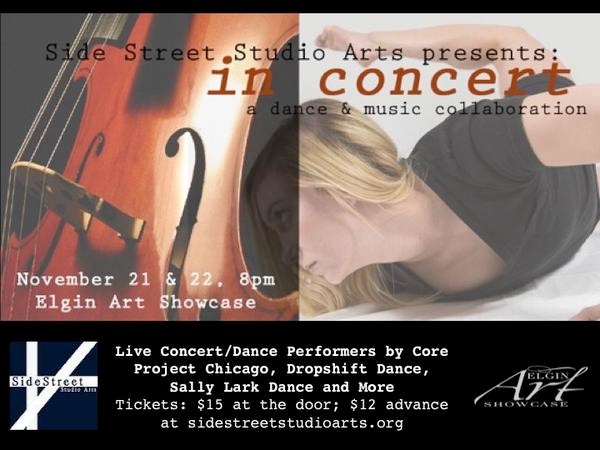 Side Street Studio Arts presents:
in concert
a dance & music collaboration
November 21 & 22, 8pm
Elgin Art Showcase
Live Concert/Dance Performers by Core
Project Chicago, Dropshift Dance,
Sally Lark Dance and More
Tickets: $15 at the door; $12 advance
at sidestreetstudioarts.org
SideStreet
Studio Arts
ELGIN
Art
SHOWCASE